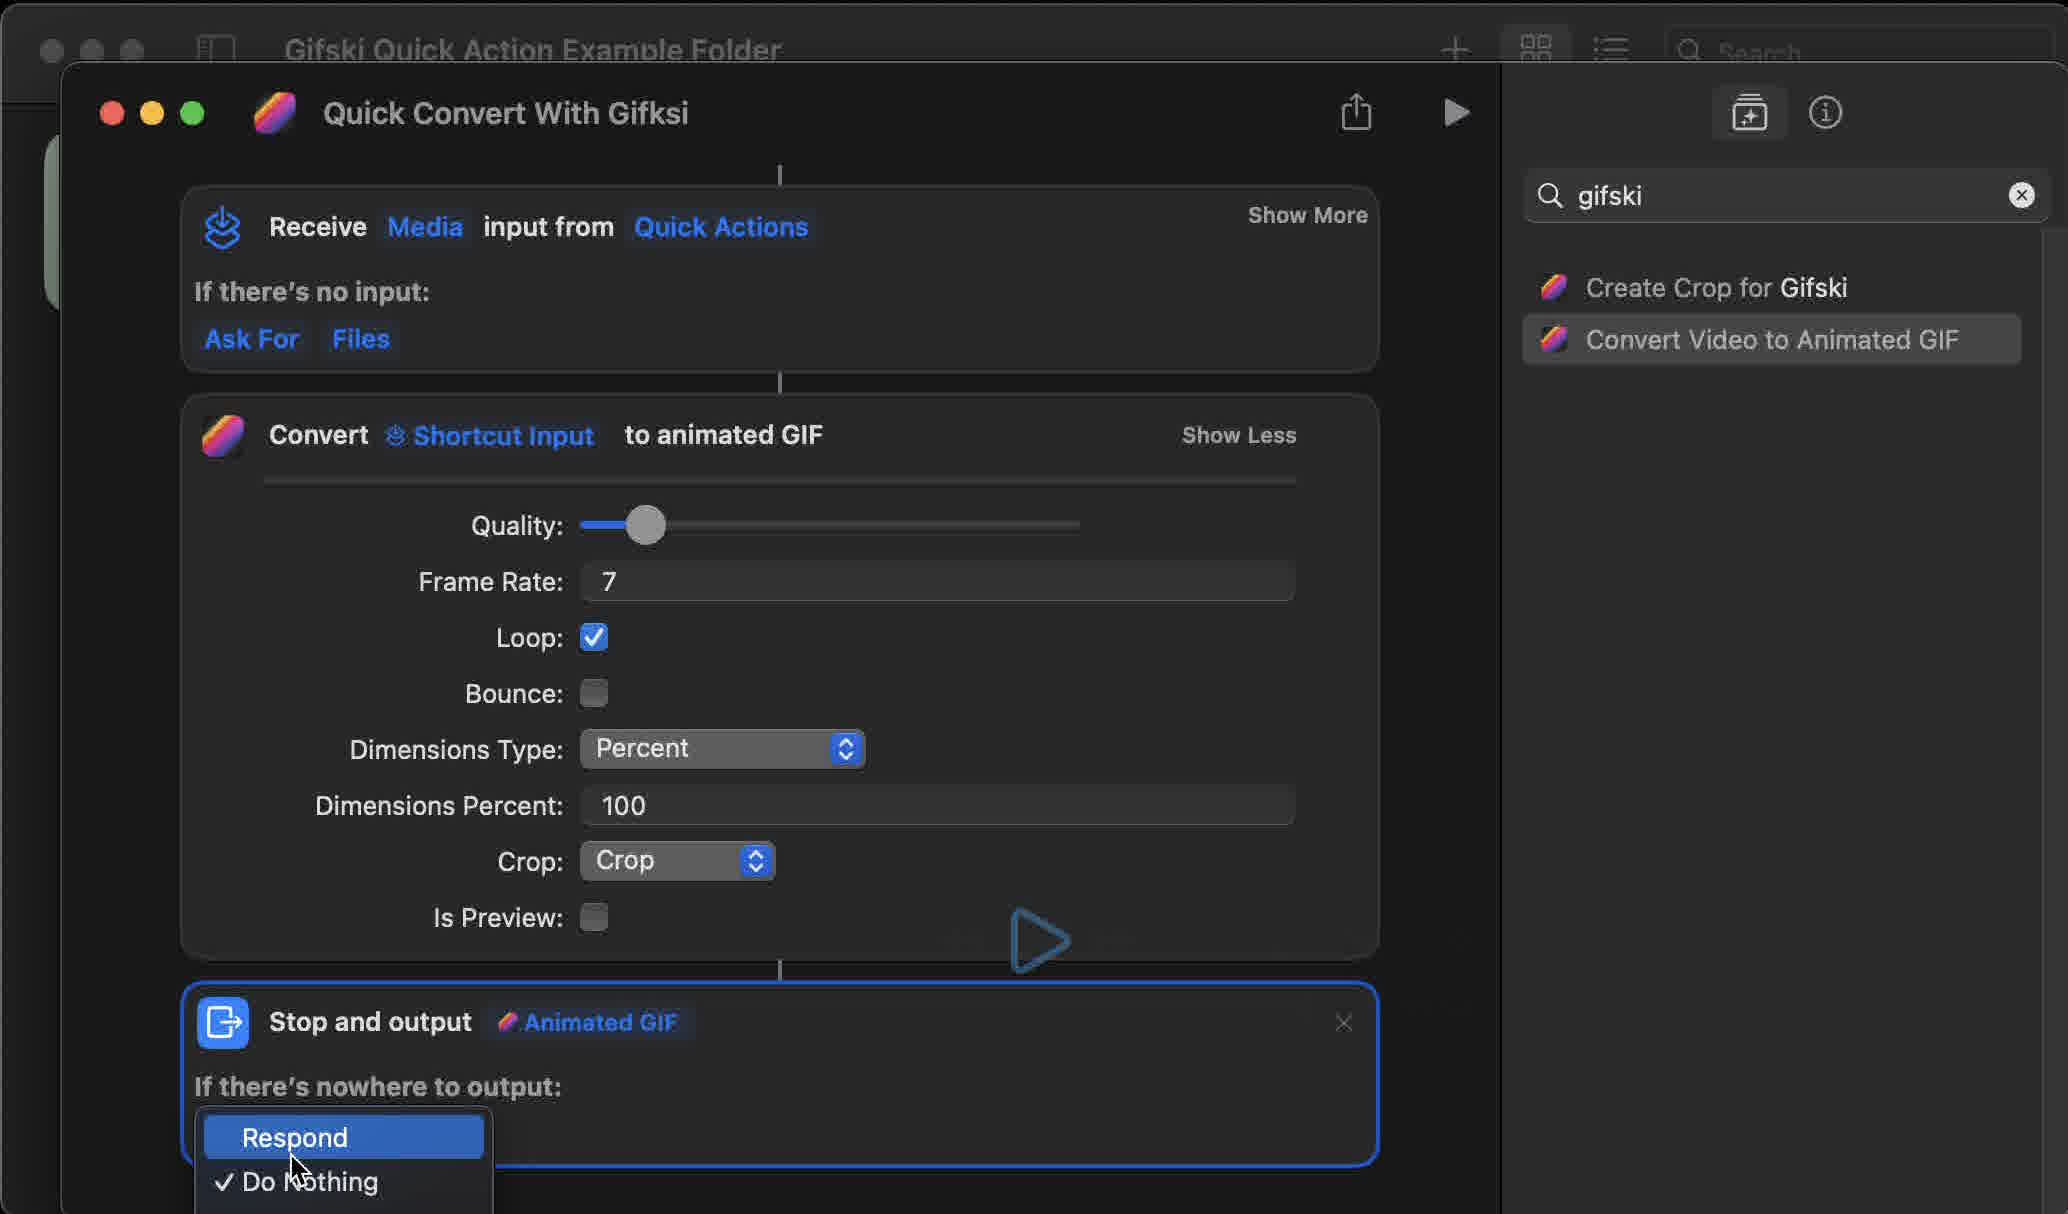 Gifski Quick Action Example Folder
Search
Quick Convert With Gifksi
gifski
Receive Media input from Quick Actions
Show More
If there's no input:
Ask For Files
Create Crop for Gifski
Convert Video to Animated GIF
Convert Shortcut Input to animated GIF
Show Less
Quality:
Frame Rate: 7
Loop:
Bounce:
Dimensions Type: Percent
Dimensions Percent: 100
Crop: Crop
Is Preview:
Stop and output Animated GIF
If there's nowhere to output:
Respond
Do Nothing